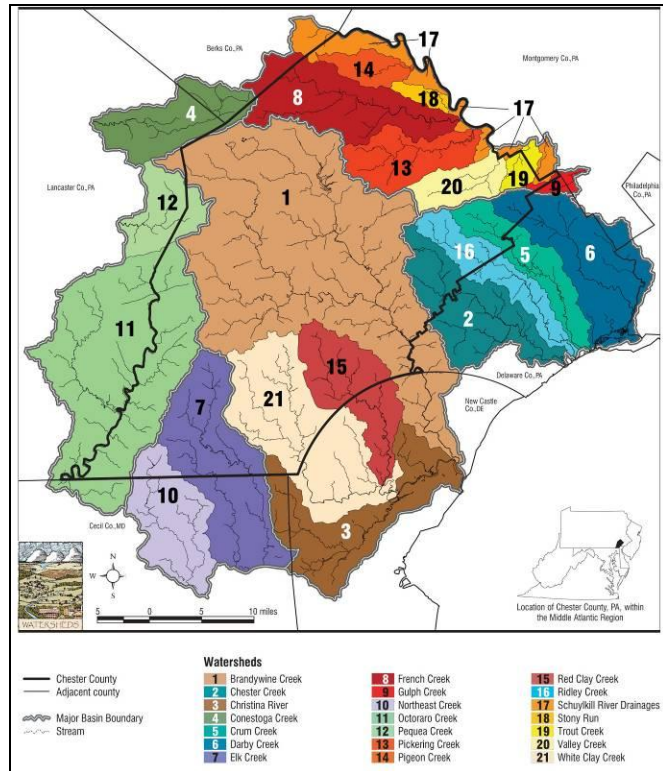 Berks Co., PA
17
Montgomery Co., PA
14
8
18
17
4
13
Lancaster Co., PA
19
9
Philadelphia Co., PA
20
12
1
16
5
6
11
2
15
Delaware Co., PA
7
21
New Castle Co., DE
10
3
Cecil Co., MD
N
W
E
S
WATERSHEDS
5 0 5 10 miles
Location of Chester County, PA, within
the Middle Atlantic Region
Chester County
Adjacent county
Major Basin Boundary
Stream
Watersheds
1 Brandywine Creek
2 Chester Creek
3 Christina River
4 Conestoga Creek
5 Crum Creek
6 Darby Creek
7 Elk Creek
8 French Creek
9 Gulph Creek
10 Northeast Creek
11 Octoraro Creek
12 Pequea Creek
13 Pickering Creek
14 Pigeon Creek
15 Red Clay Creek
16 Ridley Creek
17 Schuylkill River Drainages
18 Stony Run
19 Trout Creek
20 Valley Creek
21 White Clay Creek